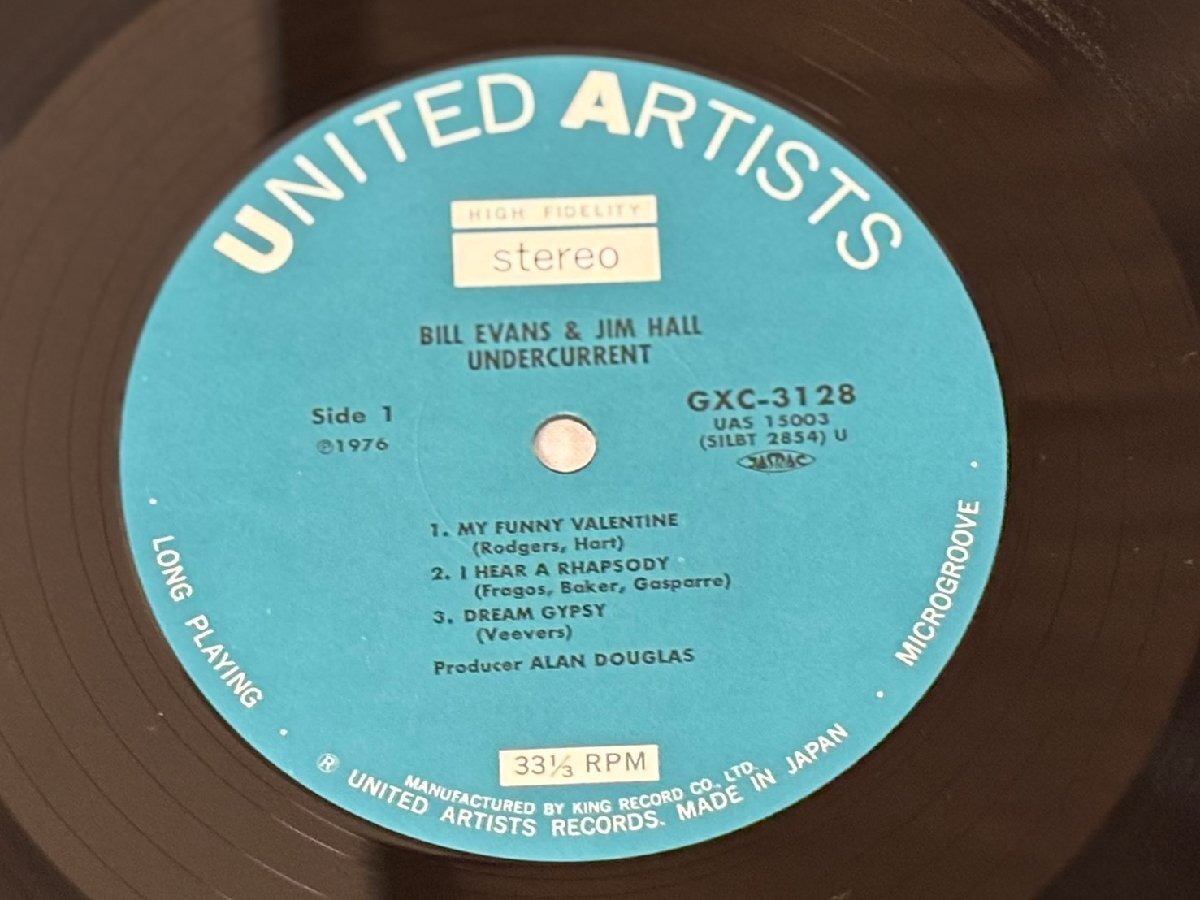 UNITED ARTISTS
HIGH FIDELITY
stereo
BILL EVANS & JIM HALL
UNDERCURRENT
Side 1
℗1976
GXC-3128
UAS 15003
(SILBT 2854) U
JASRAC
1. MY FUNNY VALENTINE
(Rodgers, Hart)
2. I HEAR A RHAPSODY
(Fragos, Baker, Gasparre)
3. DREAM GYPSY
(Veevers)
Producer ALAN DOUGLAS
33⅓ RPM
LONG PLAYING
MICROGROOVE
MANUFACTURED BY KING RECORD CO., LTD.
® UNITED ARTISTS RECORDS. MADE IN JAPAN